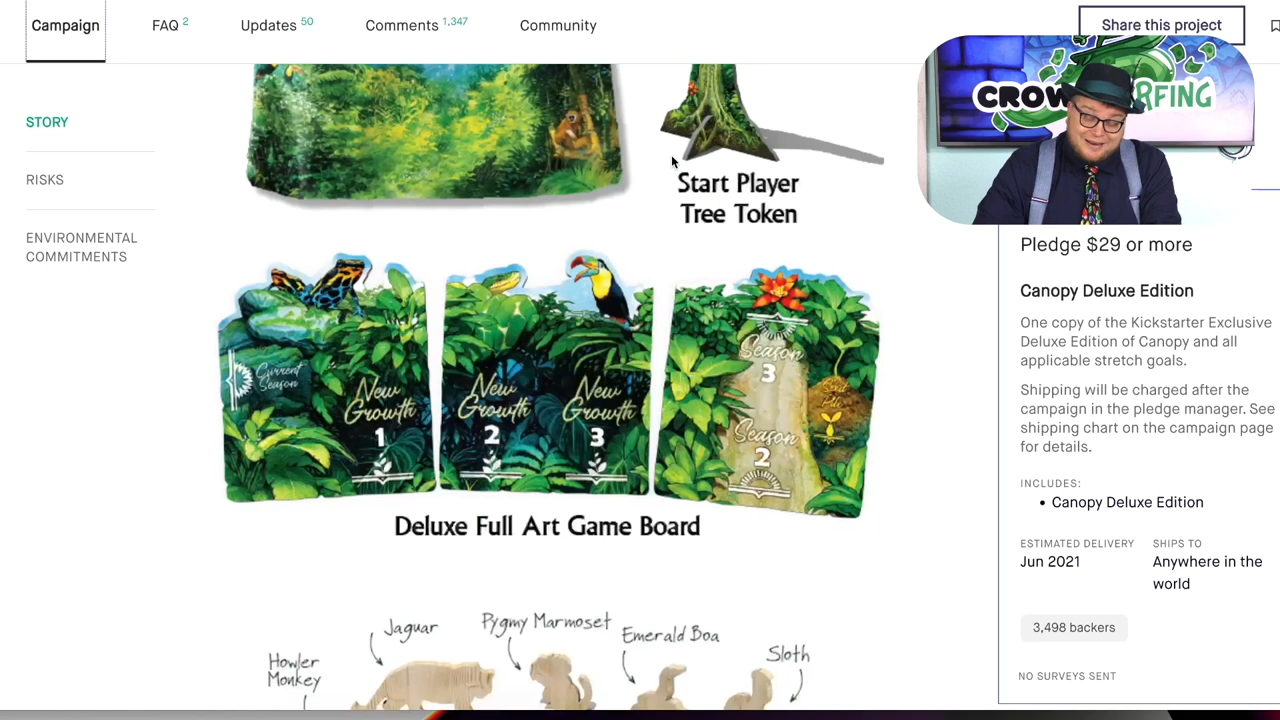 Campaign
FAQ 2
Updates 50
Comments 1,347
Community
Share this project
STORY
RISKS
ENVIRONMENTAL
COMMITMENTS
CROW
RFING
Start Player
Tree Token
Current
Season
New
Growth
1
New
Growth
2
New
Growth
3
Season
3
Season
2
Seed
Pile
Deluxe Full Art Game Board
Howler
Monkey
Jaguar
Pygmy Marmoset
Emerald Boa
Sloth
Pledge $29 or more
Canopy Deluxe Edition
One copy of the Kickstarter Exclusive
Deluxe Edition of Canopy and all
applicable stretch goals.
Shipping will be charged after the
campaign in the pledge manager. See
shipping chart on the campaign page
for details.
INCLUDES:
• Canopy Deluxe Edition
ESTIMATED DELIVERY
Jun 2021
SHIPS TO
Anywhere in the
world
3,498 backers
NO SURVEYS SENT